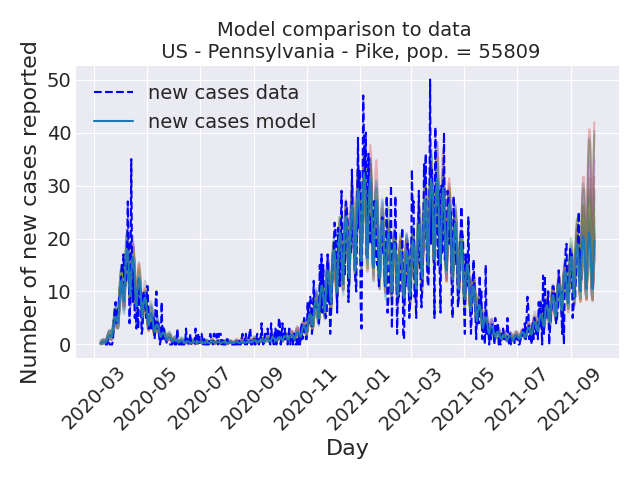 Model comparison to data
US - Pennsylvania - Pike, pop. = 55809
Number of new cases reported
50
40
30
20
10
0
new cases data
new cases model
2020-03
2020-05
2020-07
2020-09
2020-11
2021-01
2021-03
2021-05
2021-07
2021-09
Day